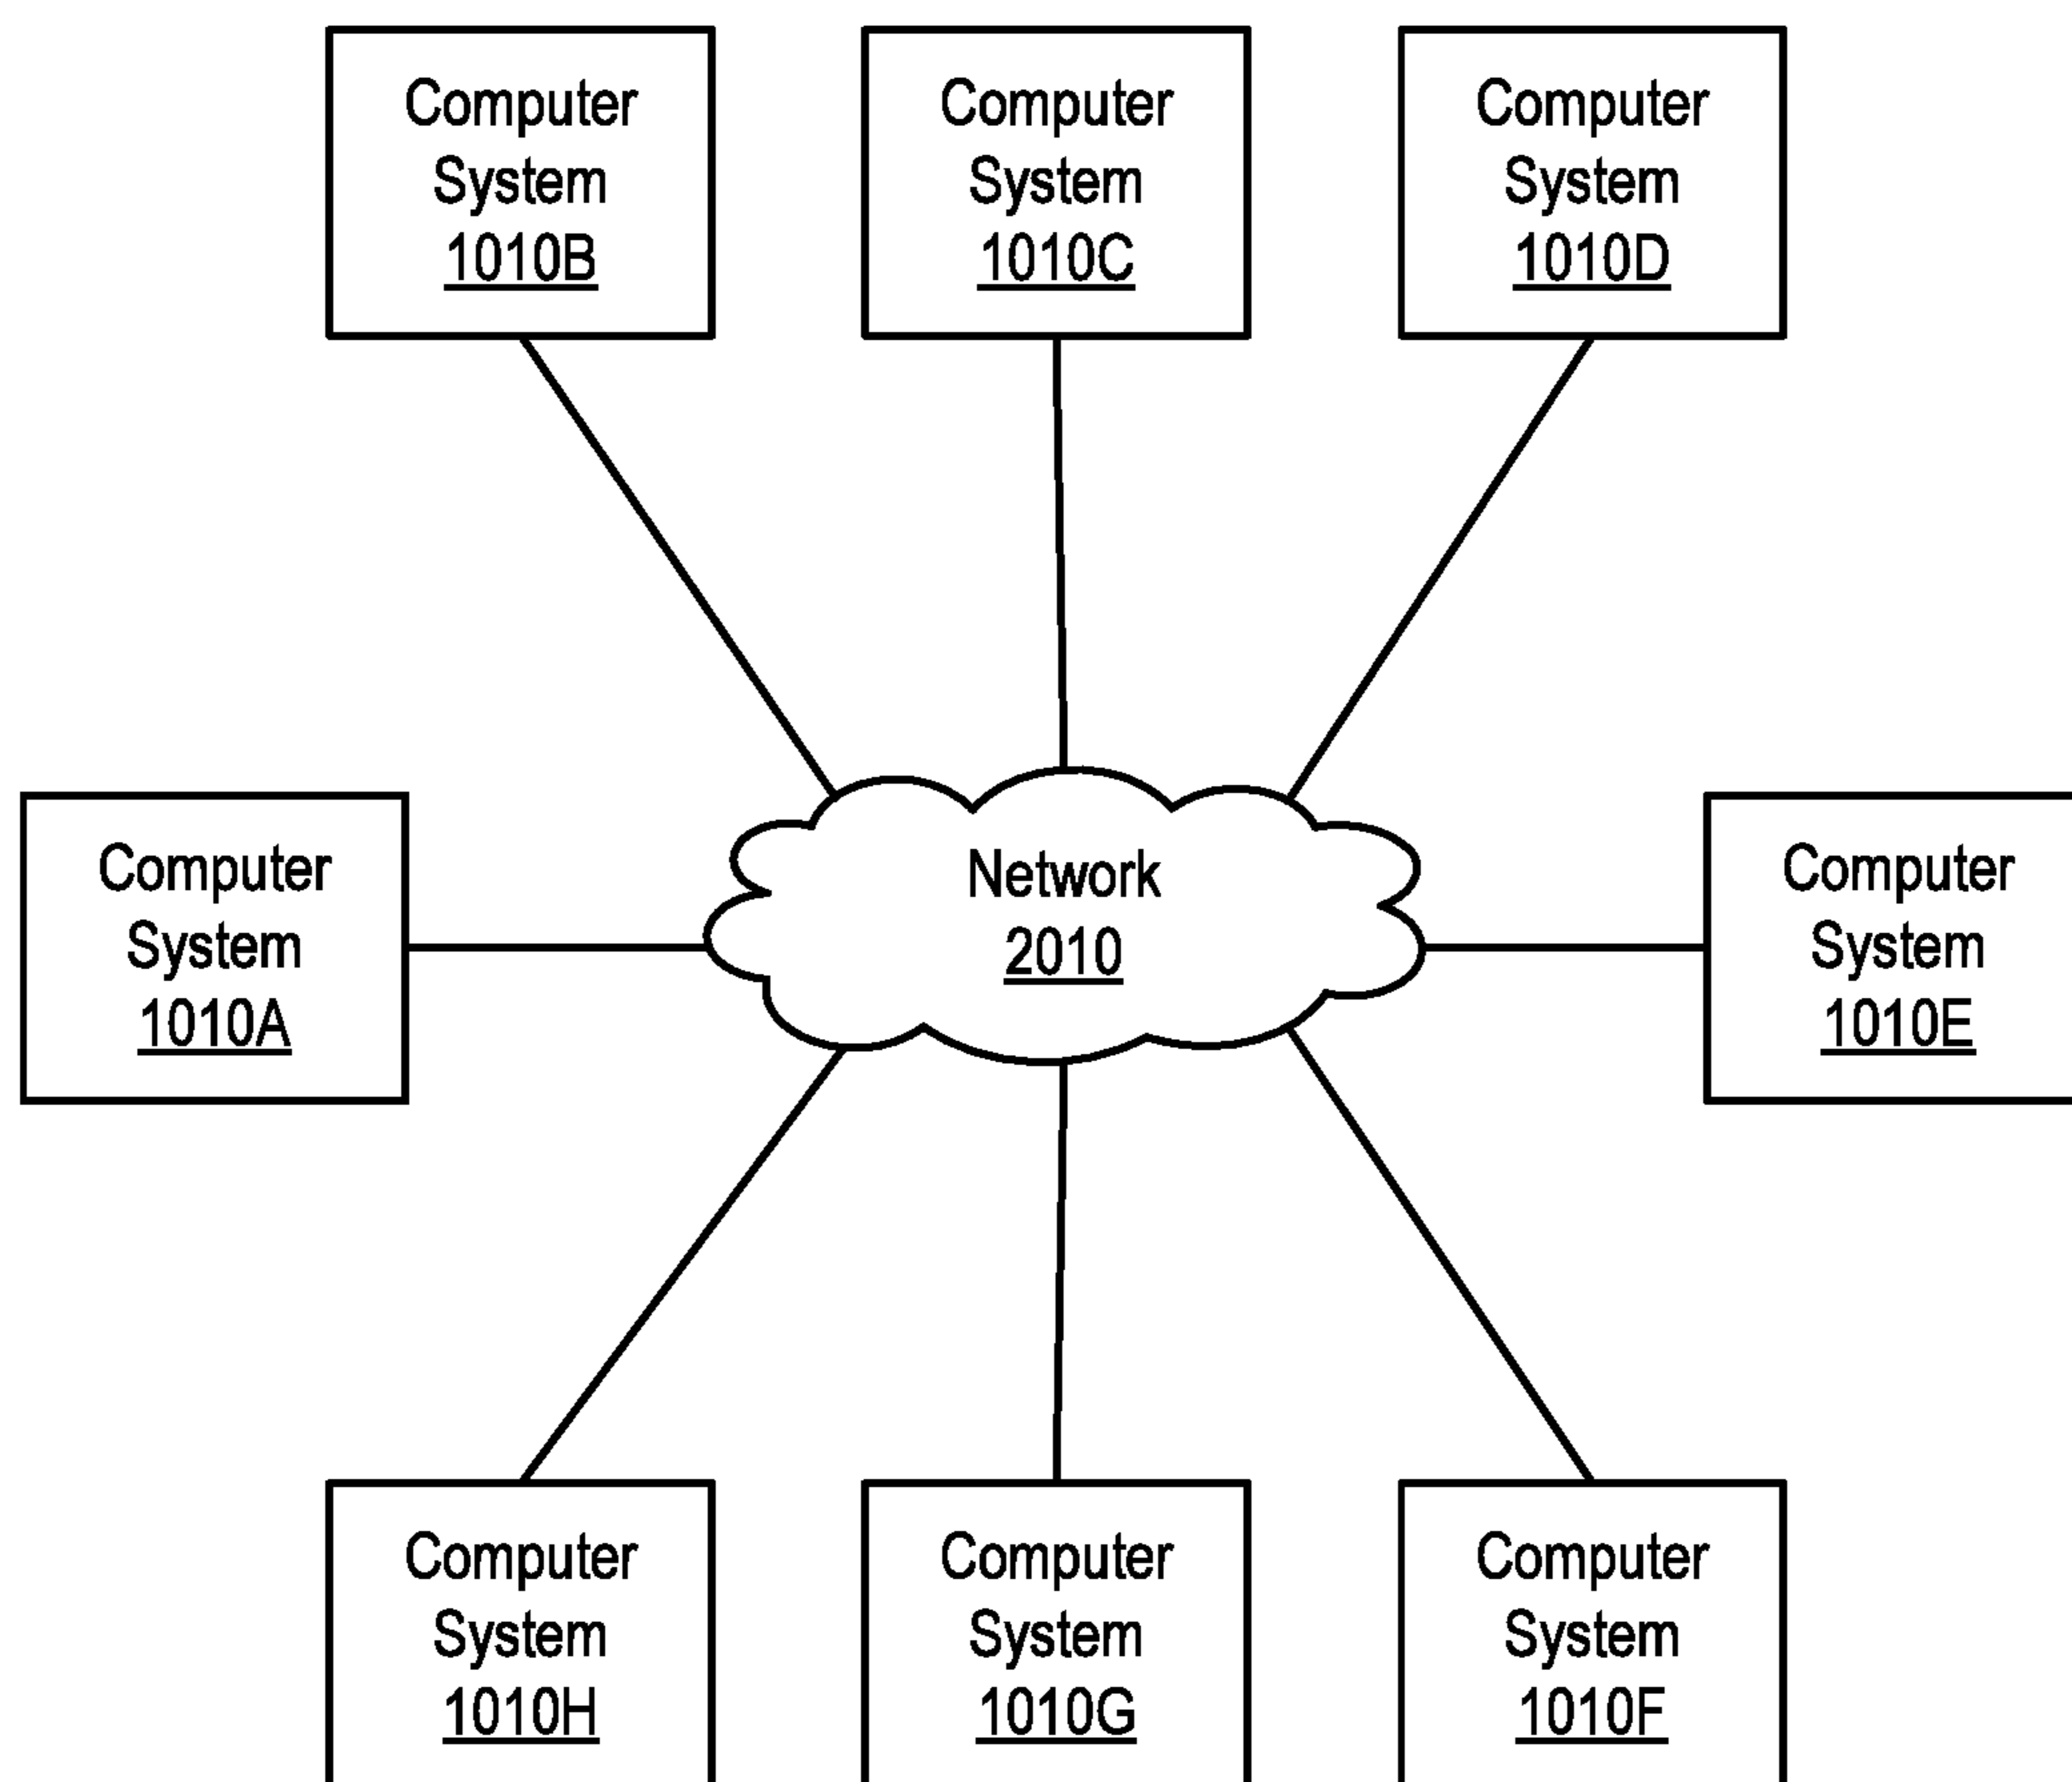 Computer
System
1010B
Computer
System
1010C
Computer
System
1010D
Computer
System
1010A
Network
2010
Computer
System
1010E
Computer
System
1010H
Computer
System
1010G
Computer
System
1010F